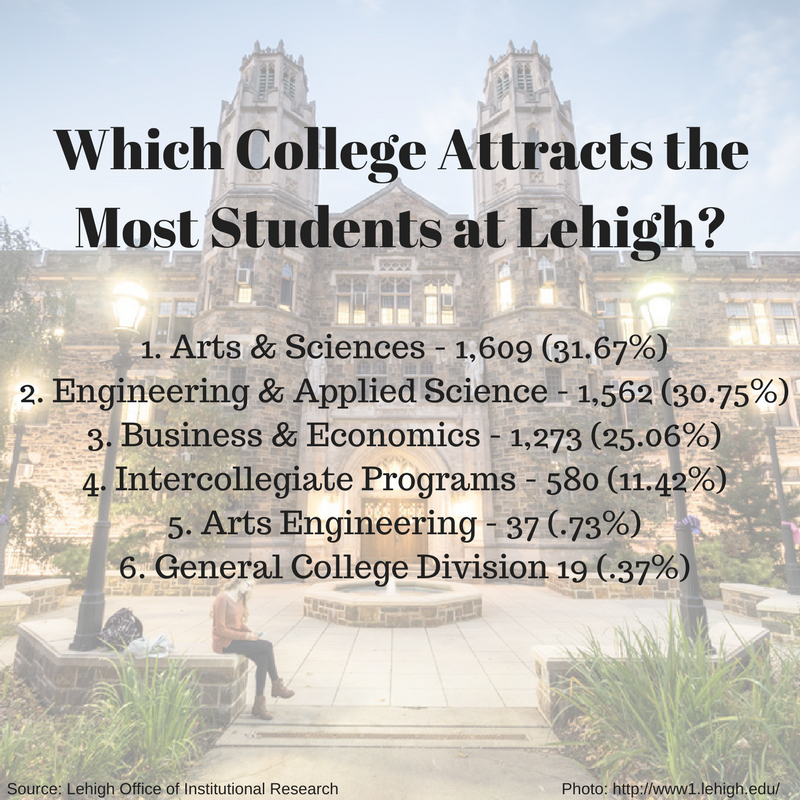 Which College Attracts the
Most Students at Lehigh?
1. Arts & Sciences - 1,609 (31.67%)
2. Engineering & Applied Science - 1,562 (30.75%)
3. Business & Economics - 1,273 (25.06%)
4. Intercollegiate Programs - 580 (11.42%)
5. Arts Engineering - 37 (.73%)
6. General College Division 19 (.37%)
Source: Lehigh Office of Institutional Research
Photo: http://www1.lehigh.edu/